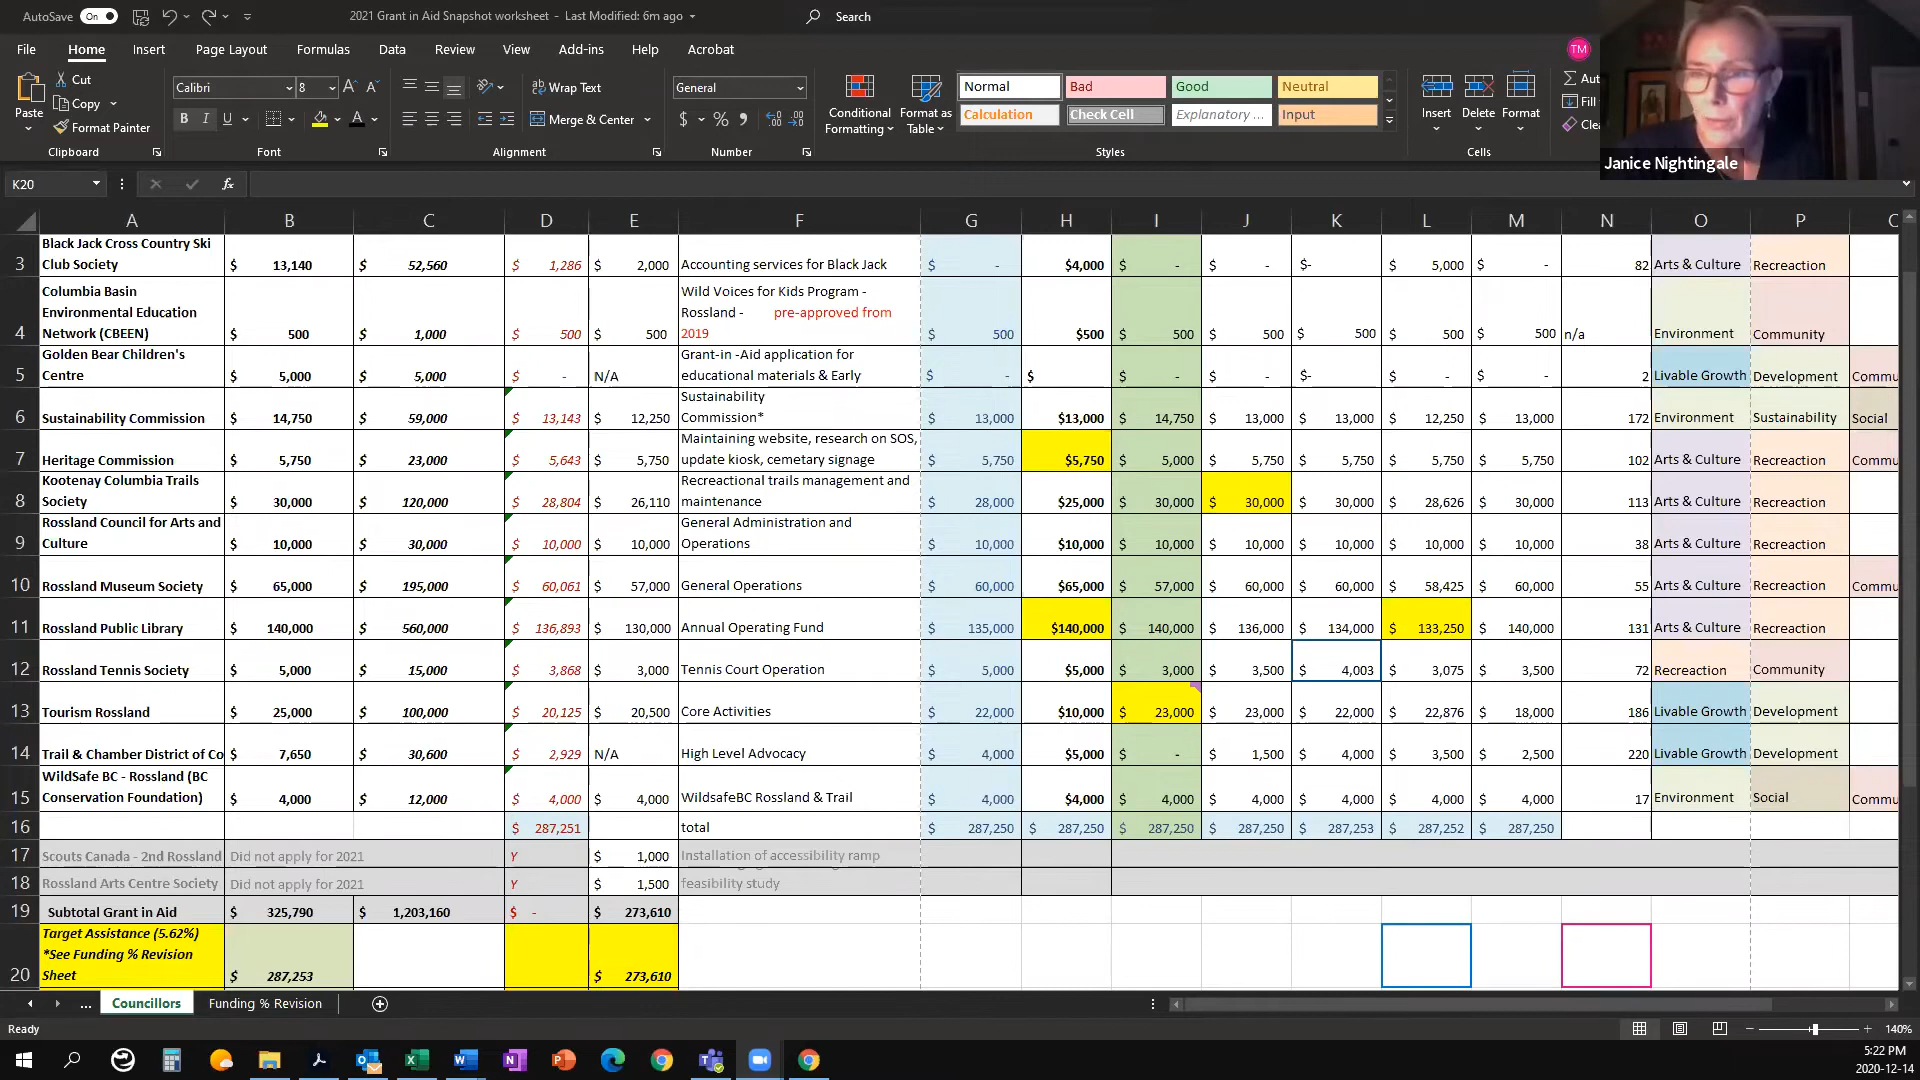 AutoSave On 2021 Grant in Aid Snapshot worksheet - Last Modified: 6m ago Search
File Home Insert Page Layout Formulas Data Review View Add-ins Help Acrobat TM
Paste Cut Copy Format Painter Clipboard
Calibri 8 A A B I U A Font
Wrap Text Merge & Center Alignment
General $ % Number
Conditional Formatting Format as Table
Normal Bad Good Neutral
Calculation Check Cell Explanatory ... Input
Styles
Insert Delete Format Cells
Aut
Fill
Clea
Janice Nightingale
K20 fx
A B C D E F G H I J K L M N O P
3 Black Jack Cross Country Ski Club Society $ 13,140 $ 52,560 $ 1,286 $ 2,000 Accounting services for Black Jack $ - $4,000 $ - $ - $- $ 5,000 $ - 82 Arts & Culture Recreaction
4 Columbia Basin Environmental Education Network (CBEEN) $ 500 $ 1,000 $ 500 $ 500 Wild Voices for Kids Program - Rossland - pre-approved from 2019 $ 500 $500 $ 500 $ 500 $ 500 $ 500 $ 500 n/a Environment Community
5 Golden Bear Children's Centre $ 5,000 $ 5,000 $ - N/A Grant-in -Aid application for educational materials & Early $ - $ $ - $ - $- $ - $ - 2 Livable Growth Development Commu
6 Sustainability Commission $ 14,750 $ 59,000 $ 13,143 $ 12,250 Sustainability Commission* $ 13,000 $13,000 $ 14,750 $ 13,000 $ 13,000 $ 12,250 $ 13,000 172 Environment Sustainability Social
7 Heritage Commission $ 5,750 $ 23,000 $ 5,643 $ 5,750 Maintaining website, research on SOS, update kiosk, cemetary signage $ 5,750 $5,750 $ 5,000 $ 5,750 $ 5,750 $ 5,750 $ 5,750 102 Arts & Culture Recreaction Commu
8 Kootenay Columbia Trails Society $ 30,000 $ 120,000 $ 28,804 $ 26,110 Recreactional trails management and maintenance $ 28,000 $25,000 $ 30,000 $ 30,000 $ 30,000 $ 28,626 $ 30,000 113 Arts & Culture Recreaction
9 Rossland Council for Arts and Culture $ 10,000 $ 30,000 $ 10,000 $ 10,000 General Administration and Operations $ 10,000 $10,000 $ 10,000 $ 10,000 $ 10,000 $ 10,000 $ 10,000 38 Arts & Culture Recreaction
10 Rossland Museum Society $ 65,000 $ 195,000 $ 60,061 $ 57,000 General Operations $ 60,000 $65,000 $ 57,000 $ 60,000 $ 60,000 $ 58,425 $ 60,000 55 Arts & Culture Recreaction Commu
11 Rossland Public Library $ 140,000 $ 560,000 $ 136,893 $ 130,000 Annual Operating Fund $ 135,000 $140,000 $ 140,000 $ 136,000 $ 134,000 $ 133,250 $ 140,000 131 Arts & Culture Recreaction
12 Rossland Tennis Society $ 5,000 $ 15,000 $ 3,868 $ 3,000 Tennis Court Operation $ 5,000 $5,000 $ 3,000 $ 3,500 $ 4,003 $ 3,075 $ 3,500 72 Recreaction Community
13 Tourism Rossland $ 25,000 $ 100,000 $ 20,125 $ 20,500 Core Activities $ 22,000 $10,000 $ 23,000 $ 23,000 $ 22,000 $ 22,876 $ 18,000 186 Livable Growth Development
14 Trail & Chamber District of Co $ 7,650 $ 30,600 $ 2,929 N/A High Level Advocacy $ 4,000 $5,000 $ - $ 1,500 $ 4,000 $ 3,500 $ 2,500 220 Livable Growth Development
15 WildSafe BC - Rossland (BC Conservation Foundation) $ 4,000 $ 12,000 $ 4,000 $ 4,000 WildsafeBC Rossland & Trail $ 4,000 $4,000 $ 4,000 $ 4,000 $ 4,000 $ 4,000 $ 4,000 17 Environment Social Commu
16 $ 287,251 total $ 287,250 $ 287,250 $ 287,250 $ 287,250 $ 287,253 $ 287,252 $ 287,250
17 Scouts Canada - 2nd Rossland Did not apply for 2021 Y $ 1,000 Installation of accessibility ramp
18 Rossland Arts Centre Society Did not apply for 2021 Y $ 1,500 feasibility study
19 Subtotal Grant in Aid $ 325,790 $ 1,203,160 $ - $ 273,610
20 Target Assistance (5.62%) *See Funding % Revision Sheet $ 287,253 $ 273,610
... Councillors Funding % Revision
Ready 140%
5:22 PM
2020-12-14